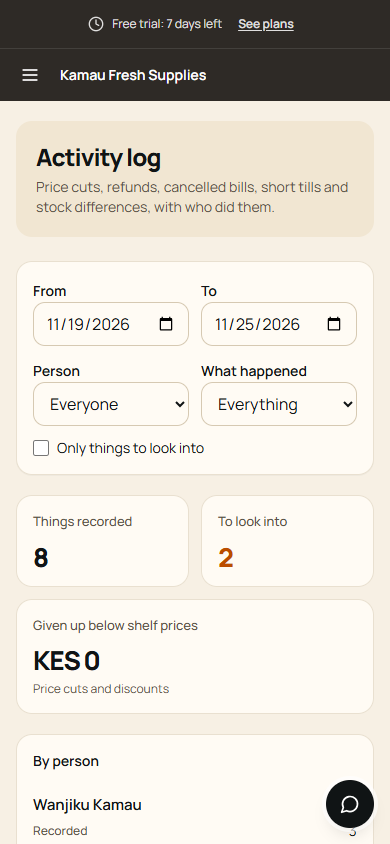 Free trial: 7 days left See plans
Kamau Fresh Supplies
Activity log
Price cuts, refunds, cancelled bills, short tills and
stock differences, with who did them.
From To
11/19/2026 11/25/2026
Person What happened
Everyone Everything
Only things to look into
Things recorded To look into
8 2
Given up below shelf prices
KES 0
Price cuts and discounts
By person
Wanjiku Kamau
Recorded